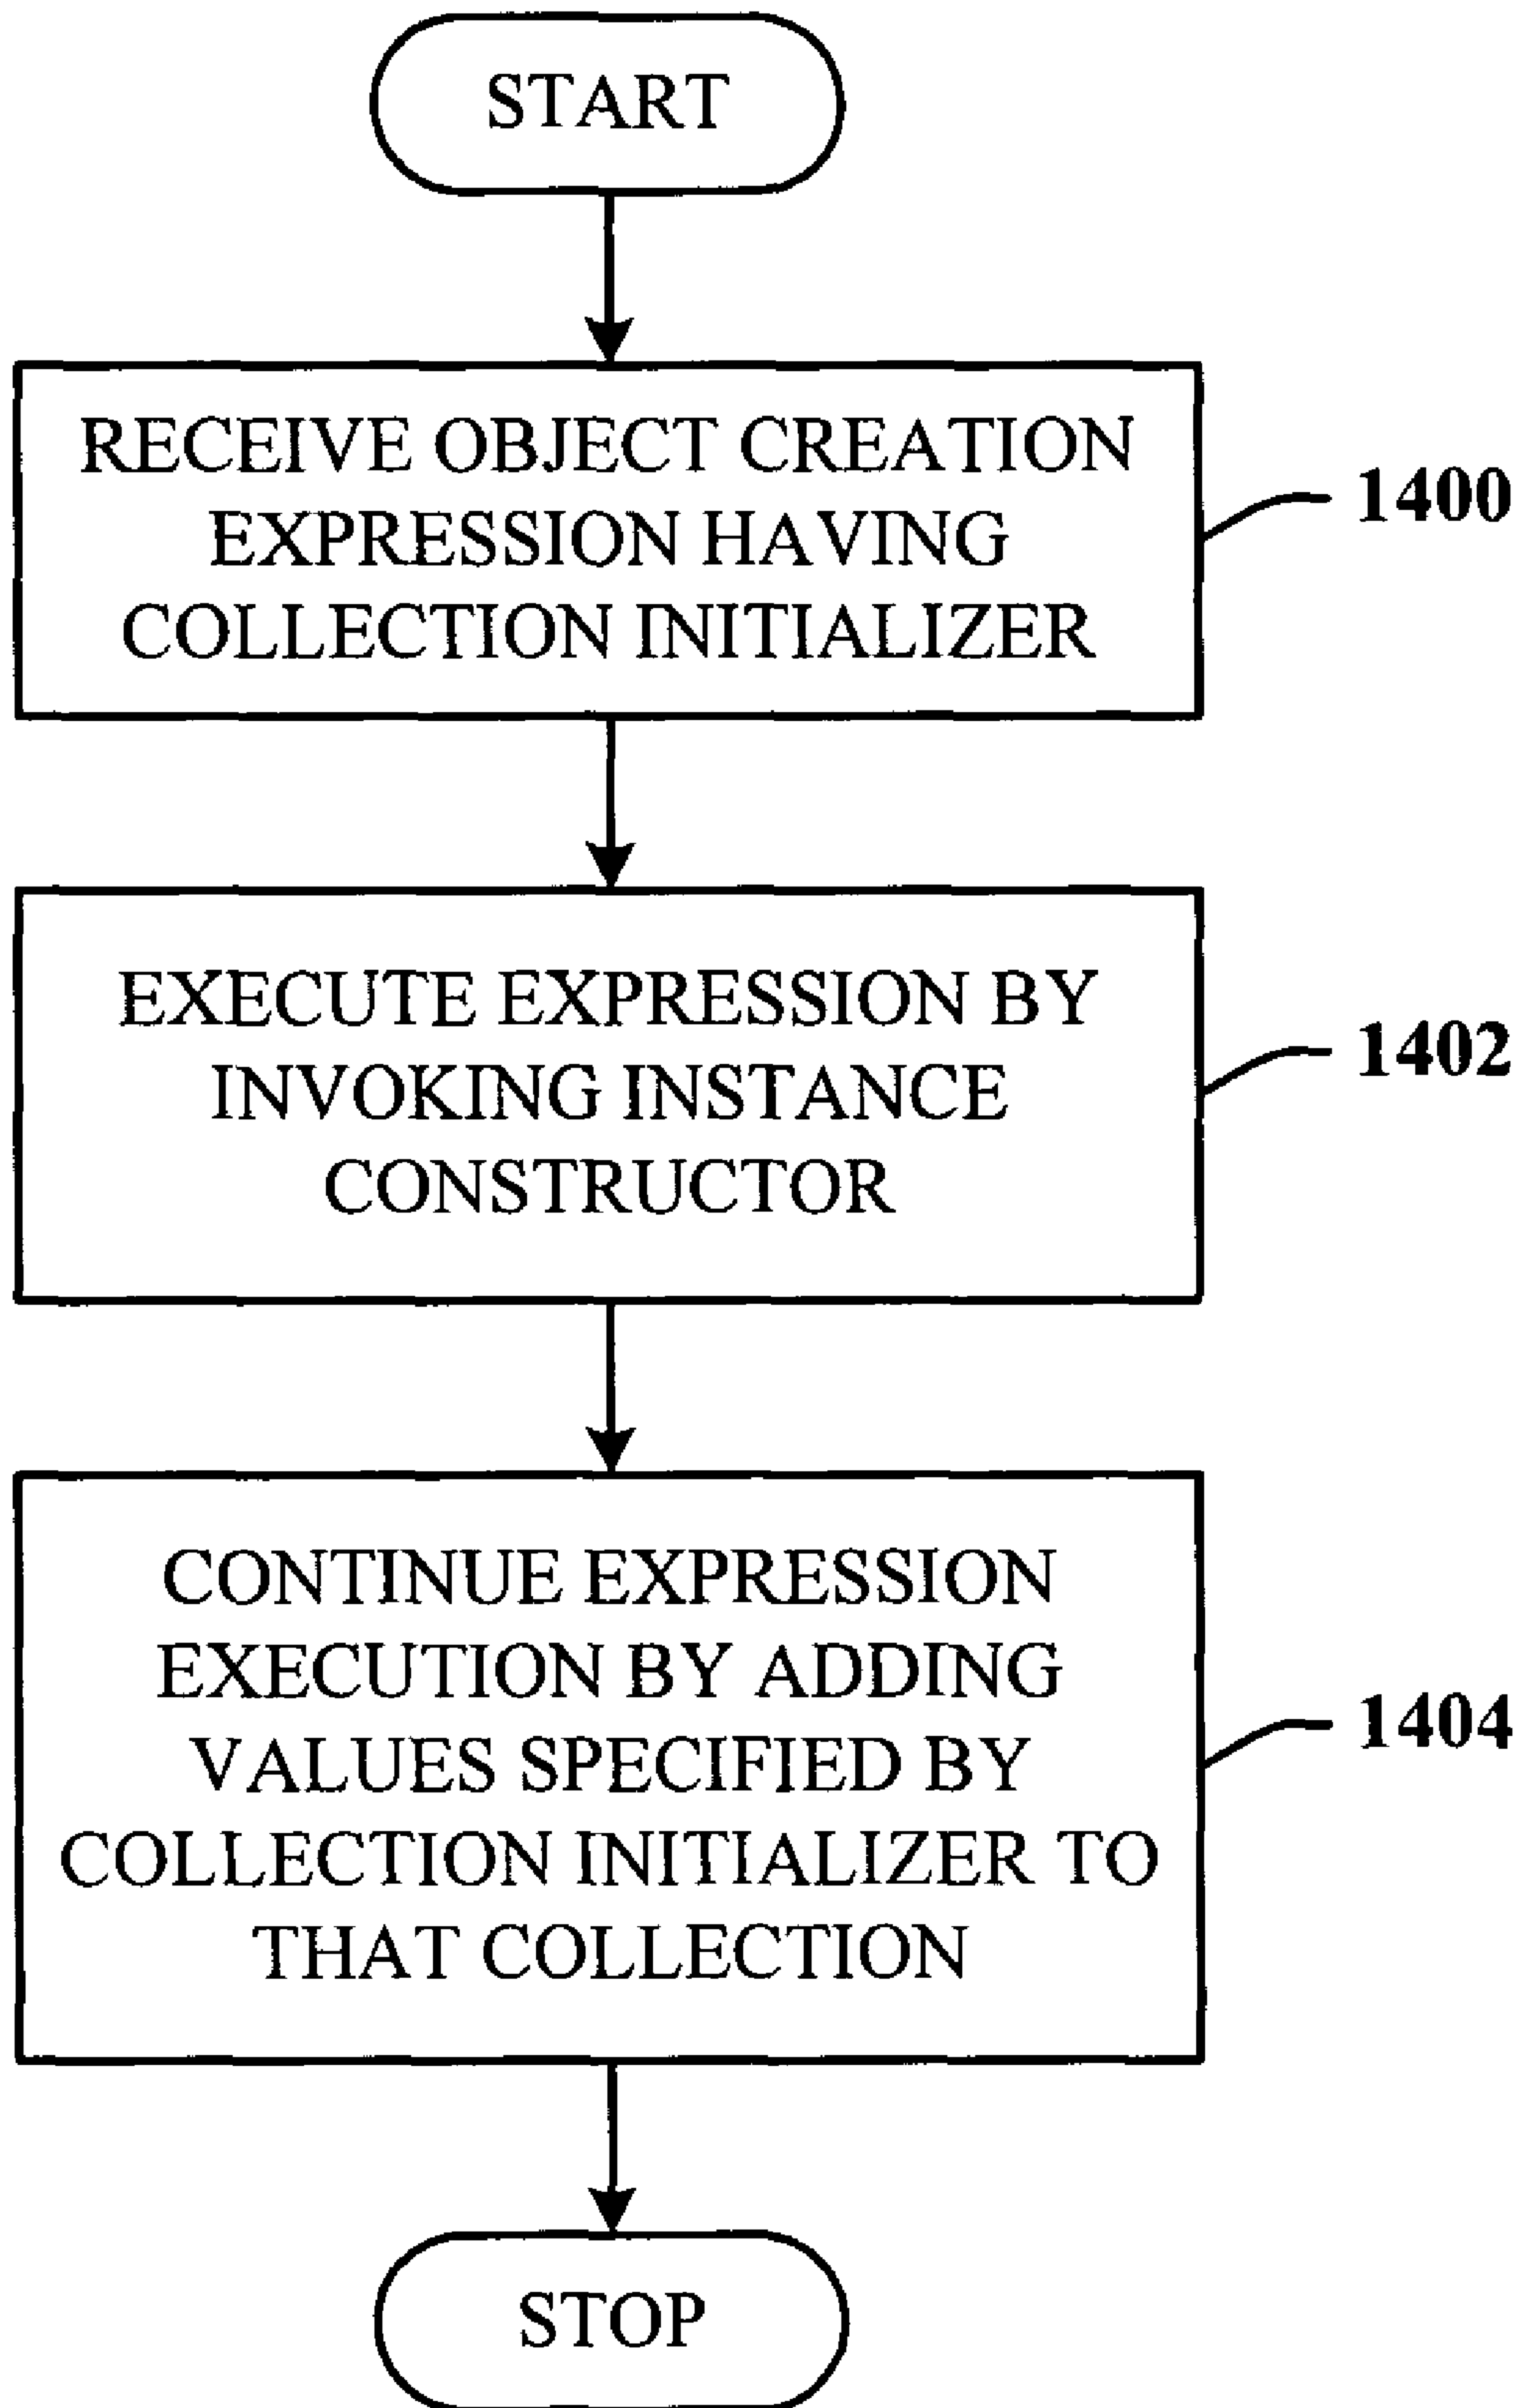 START
RECEIVE OBJECT CREATION
EXPRESSION HAVING
COLLECTION INITIALIZER
1400
EXECUTE EXPRESSION BY
INVOKING INSTANCE
CONSTRUCTOR
1402
CONTINUE EXPRESSION
EXECUTION BY ADDING
VALUES SPECIFIED BY
COLLECTION INITIALIZER TO
THAT COLLECTION
1404
STOP